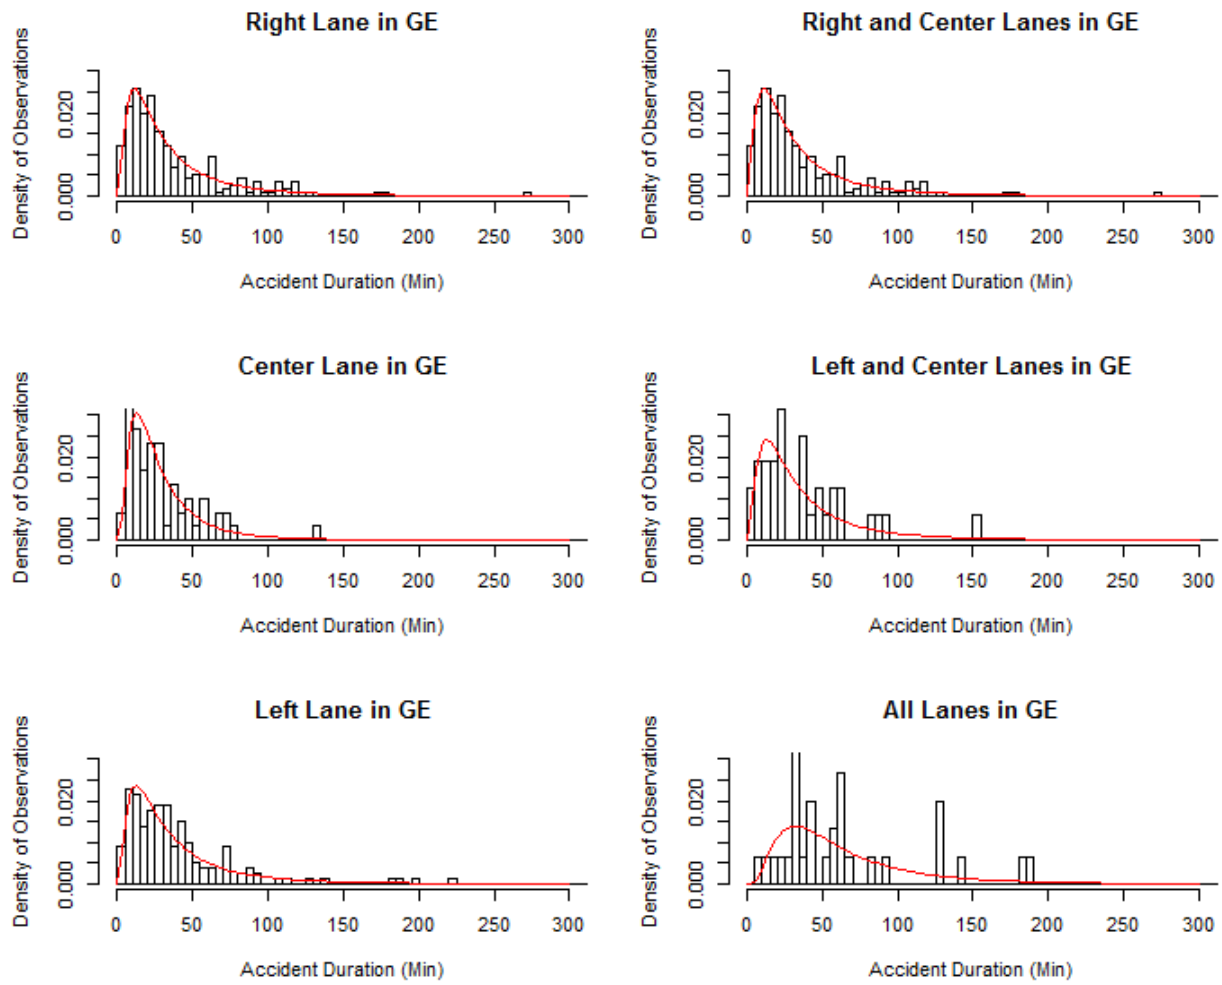 Right Lane in GE
Density of Observations
0.000 0.020
0 50 100 150 200 250 300
Accident Duration (Min)
Right and Center Lanes in GE
Density of Observations
0.000 0.020
0 50 100 150 200 250 300
Accident Duration (Min)
Center Lane in GE
Density of Observations
0.000 0.020
0 50 100 150 200 250 300
Accident Duration (Min)
Left and Center Lanes in GE
Density of Observations
0.000 0.020
0 50 100 150 200 250 300
Accident Duration (Min)
Left Lane in GE
Density of Observations
0.000 0.020
0 50 100 150 200 250 300
Accident Duration (Min)
All Lanes in GE
Density of Observations
0.000 0.020
0 50 100 150 200 250 300
Accident Duration (Min)